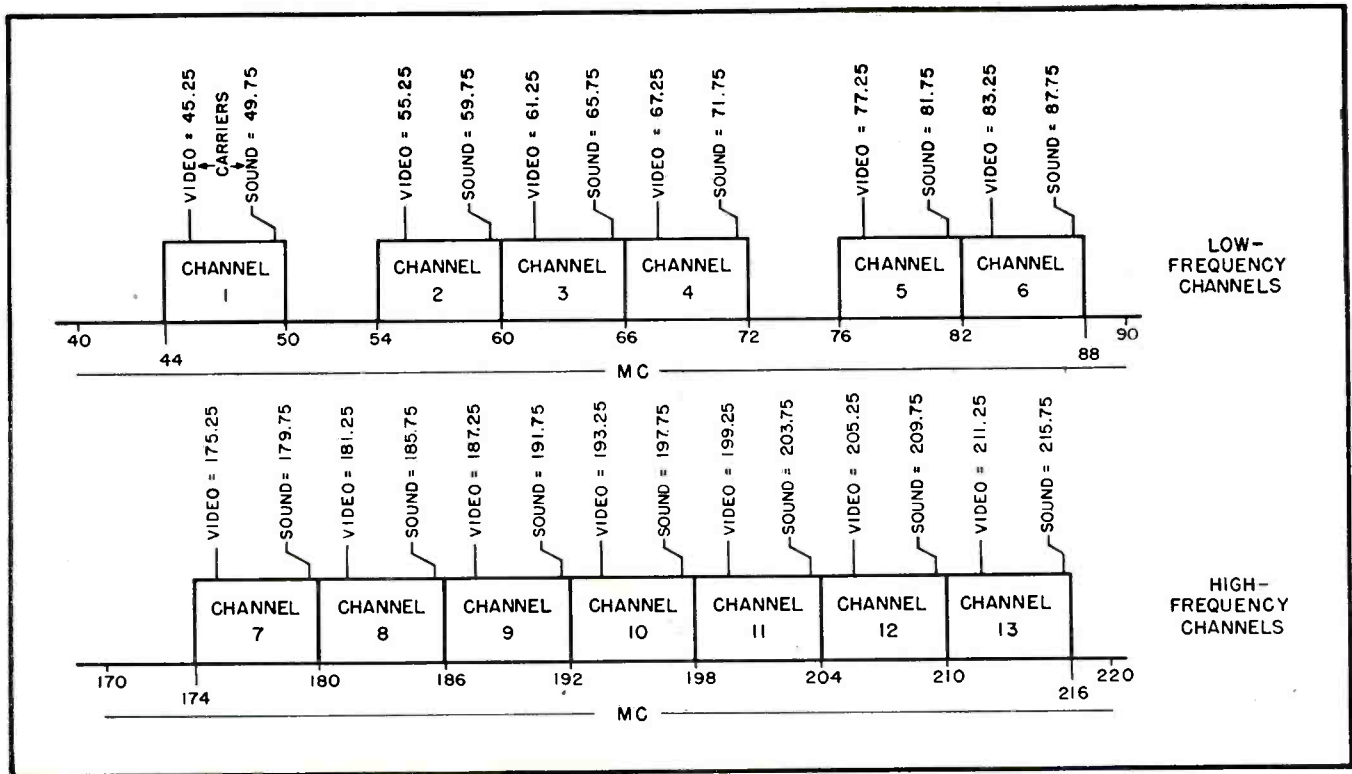 VIDEO = 45.25
CARRIERS
SOUND = 49.75
VIDEO = 55.25
SOUND = 59.75
VIDEO = 61.25
SOUND = 65.75
VIDEO = 67.25
SOUND = 71.75
VIDEO = 77.25
SOUND = 81.75
VIDEO = 83.25
SOUND = 87.75
CHANNEL
1
CHANNEL
2
CHANNEL
3
CHANNEL
4
CHANNEL
5
CHANNEL
6
LOW-
FREQUENCY
CHANNELS
40 44 50 54 60 66 72 76 82 88 90
MC
VIDEO = 175.25
SOUND = 179.75
VIDEO = 181.25
SOUND = 185.75
VIDEO = 187.25
SOUND = 191.75
VIDEO = 193.25
SOUND = 197.75
VIDEO = 199.25
SOUND = 203.75
VIDEO = 205.25
SOUND = 209.75
VIDEO = 211.25
SOUND = 215.75
CHANNEL
7
CHANNEL
8
CHANNEL
9
CHANNEL
10
CHANNEL
11
CHANNEL
12
CHANNEL
13
HIGH-
FREQUENCY
CHANNELS
170 174 180 186 192 198 204 210 216 220
MC